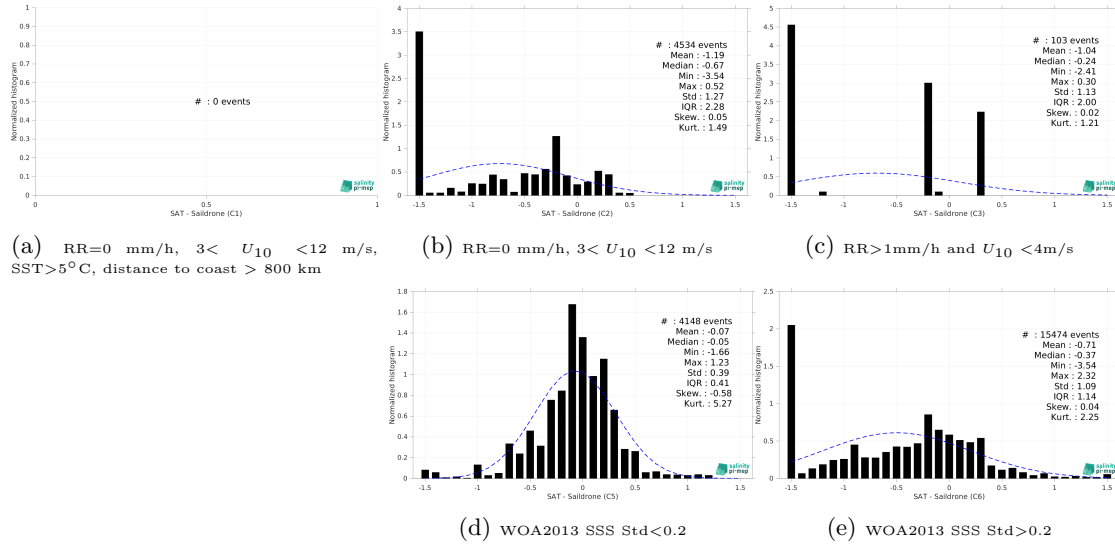 1
0.9
0.8
0.7
0.6
0.5
0.4
0.3
0.2
0.1
0
Normalized histogram
# : 0 events
salinity
pi-mep
0 0.5 1
SAT - Saildrone (C1)
(a) RR=0 mm/h, 3< U10 <12 m/s,
SST>5°C, distance to coast > 800 km
4
3.5
3
2.5
2
1.5
1
0.5
0
Normalized histogram
# : 4534 events
Mean : -1.19
Median : -0.67
Min : -3.54
Max : 0.52
Std : 1.27
IQR : 2.28
Skew. : 0.05
Kurt. : 1.49
salinity
pi-mep
-1.5 -1 -0.5 0 0.5 1 1.5
SAT - Saildrone (C2)
(b) RR=0 mm/h, 3< U10 <12 m/s
5
4.5
4
3.5
3
2.5
2
1.5
1
0.5
0
Normalized histogram
# : 103 events
Mean : -1.04
Median : -0.24
Min : -2.41
Max : 0.30
Std : 1.13
IQR : 2.00
Skew. : 0.02
Kurt. : 1.21
salinity
pi-mep
-1.5 -1 -0.5 0 0.5 1 1.5
SAT - Saildrone (C3)
(c) RR>1mm/h and U10 <4m/s
1.8
1.6
1.4
1.2
1
0.8
0.6
0.4
0.2
0
Normalized histogram
# : 4148 events
Mean : -0.07
Median : -0.05
Min : -1.66
Max : 1.23
Std : 0.39
IQR : 0.41
Skew. : -0.58
Kurt. : 5.27
salinity
pi-mep
-1.5 -1 -0.5 0 0.5 1 1.5
SAT - Saildrone (C5)
(d) WOA2013 SSS Std<0.2
2.5
2
1.5
1
0.5
0
Normalized histogram
# : 15474 events
Mean : -0.71
Median : -0.37
Min : -3.54
Max : 2.32
Std : 1.09
IQR : 1.14
Skew. : 0.04
Kurt. : 2.25
salinity
pi-mep
-1.5 -1 -0.5 0 0.5 1 1.5
SAT - Saildrone (C6)
(e) WOA2013 SSS Std>0.2